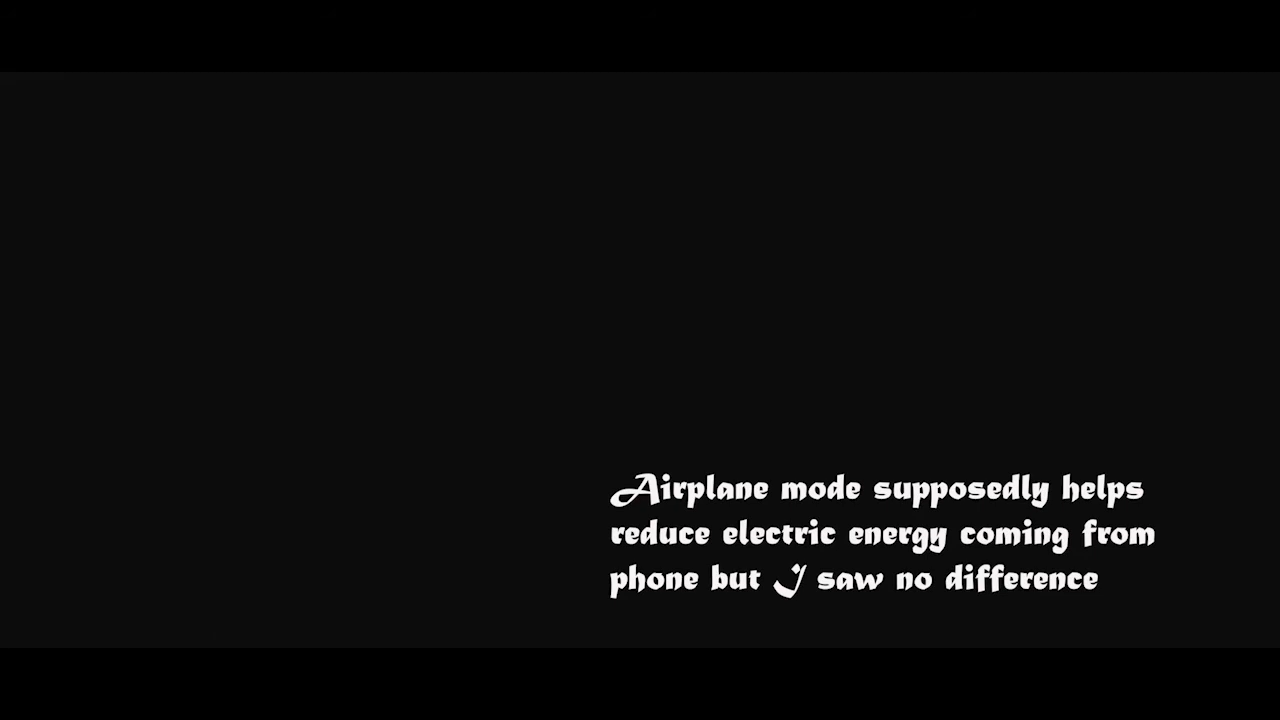 Airplane mode supposedly helps
reduce electric energy coming from
phone but I saw no difference